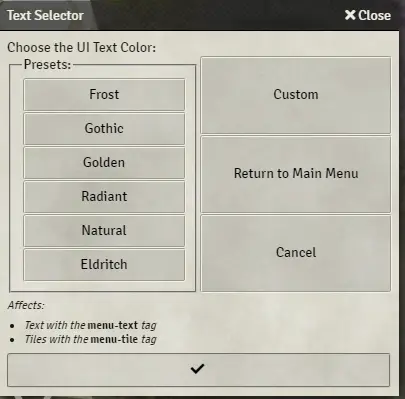 Text Selector
Close
Choose the UI Text Color:
Presets:
Frost
Gothic
Golden
Radiant
Natural
Eldritch
Custom
Return to Main Menu
Cancel
Affects:
Text with the menu-text tag
Tiles with the menu-tile tag